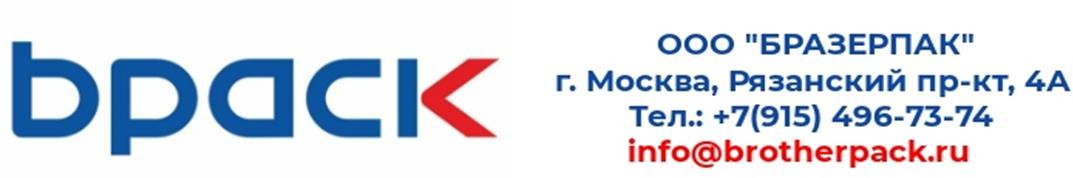 bpack
ООО "БРАЗЕРПАК"
г. Москва, Рязанский пр-кт, 4А
Тел.: +7(915) 496-73-74
info@brotherpack.ru